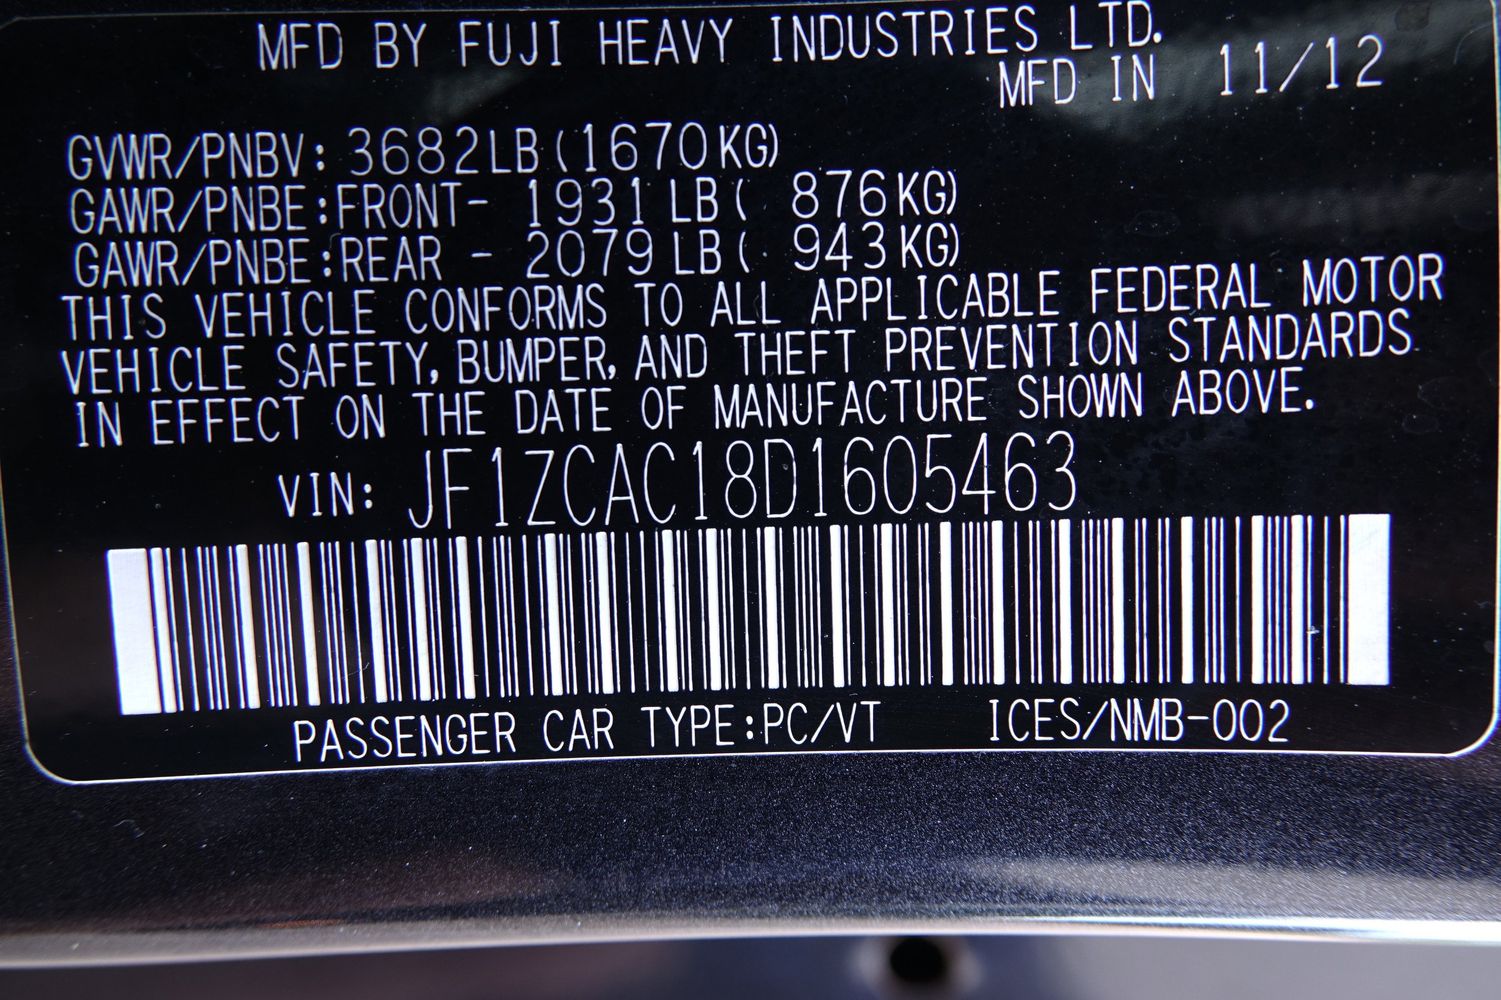 MFD BY FUJI HEAVY INDUSTRIES LTD.
MFD IN 11/12
GVWR/PNBV: 3682LB(1670KG)
GAWR/PNBE:FRONT- 1931LB( 876KG)
GAWR/PNBE:REAR - 2079LB( 943KG)
THIS VEHICLE CONFORMS TO ALL APPLICABLE FEDERAL MOTOR
VEHICLE SAFETY, BUMPER, AND THEFT PREVENTION STANDARDS
IN EFFECT ON THE DATE OF MANUFACTURE SHOWN ABOVE.
VIN: JF1ZCAC18D1605463
PASSENGER CAR TYPE:PC/VT ICES/NMB-002